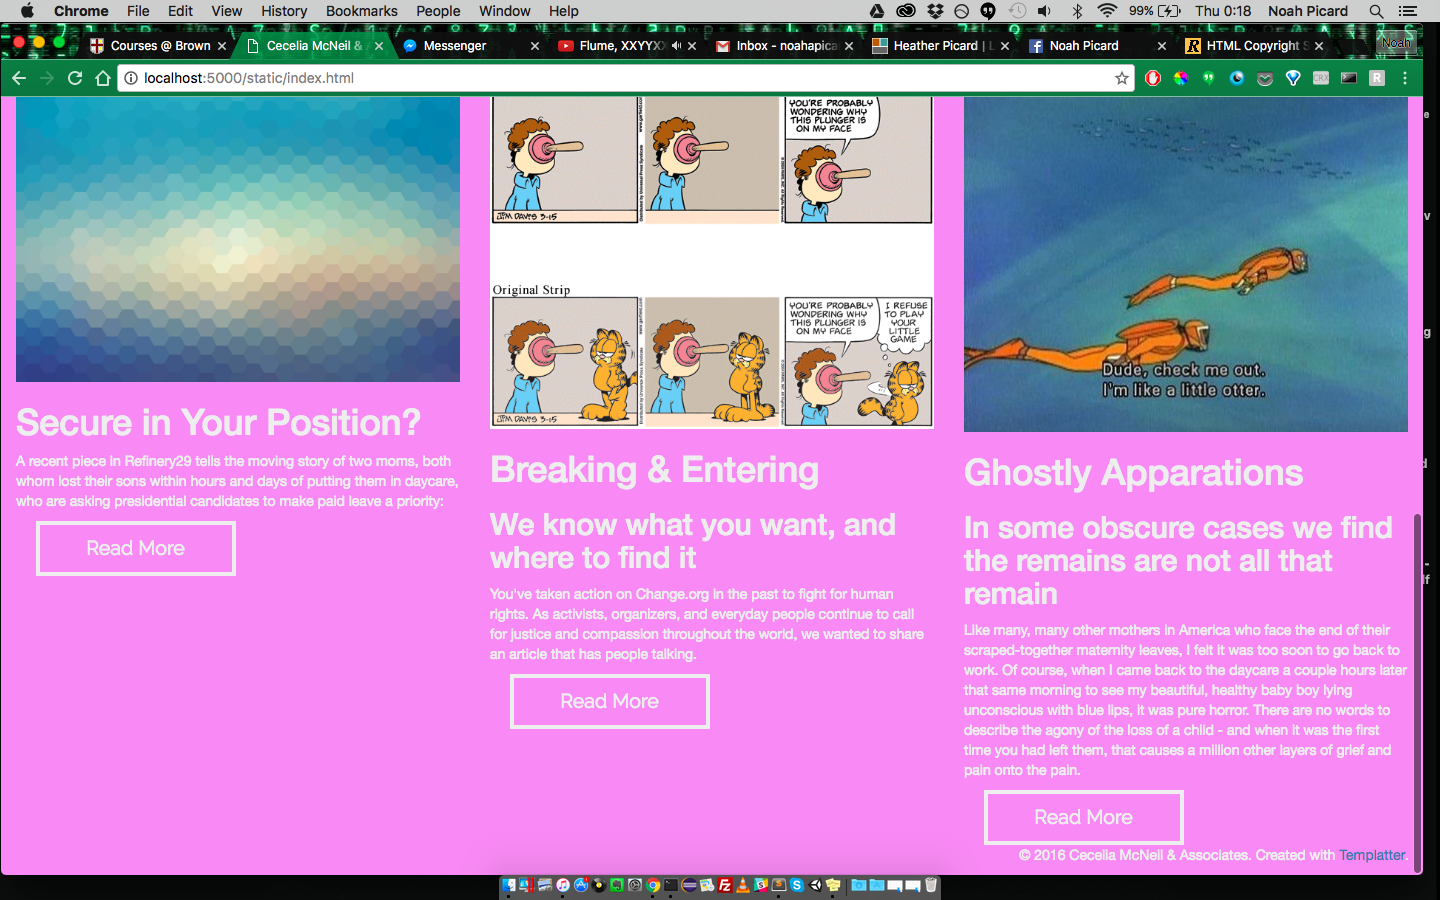 Chrome File Edit View History Bookmarks People Window Help 99% Thu 0:18 Noah Picard
Courses @ Brown Cecelia McNeil & A Messenger Flume, XXYYXX Inbox - noahapica Heather Picard | L Noah Picard HTML Copyright S Noah
localhost:5000/static/index.html
YOU'RE PROBABLY
WONDERING WHY
THIS PLUNGER IS
ON MY FACE
JIM DAVIS 3-15
Original Strip
YOU'RE PROBABLY
WONDERING WHY
THIS PLUNGER IS
ON MY FACE
I REFUSE
TO PLAY
YOUR
LITTLE
GAME
JIM DAVIS 3-15
Dude, check me out.
I'm like a little otter.
Secure in Your Position?
A recent piece in Refinery29 tells the moving story of two moms, both
whom lost their sons within hours and days of putting them in daycare,
who are asking presidential candidates to make paid leave a priority:
Read More
Breaking & Entering
We know what you want, and
where to find it
You've taken action on Change.org in the past to fight for human
rights. As activists, organizers, and everyday people continue to call
for justice and compassion throughout the world, we wanted to share
an article that has people talking.
Read More
Ghostly Apparations
In some obscure cases we find
the remains are not all that
remain
Like many, many other mothers in America who face the end of their
scraped-together maternity leaves, I felt it was too soon to go back to
work. Of course, when I came back to the daycare a couple hours later
that same morning to see my beautiful, healthy baby boy lying
unconscious with blue lips, it was pure horror. There are no words to
describe the agony of the loss of a child - and when it was the first
time you had left them, that causes a million other layers of grief and
pain onto the pain.
Read More
© 2016 Cecelia McNeil & Associates. Created with Templatter.